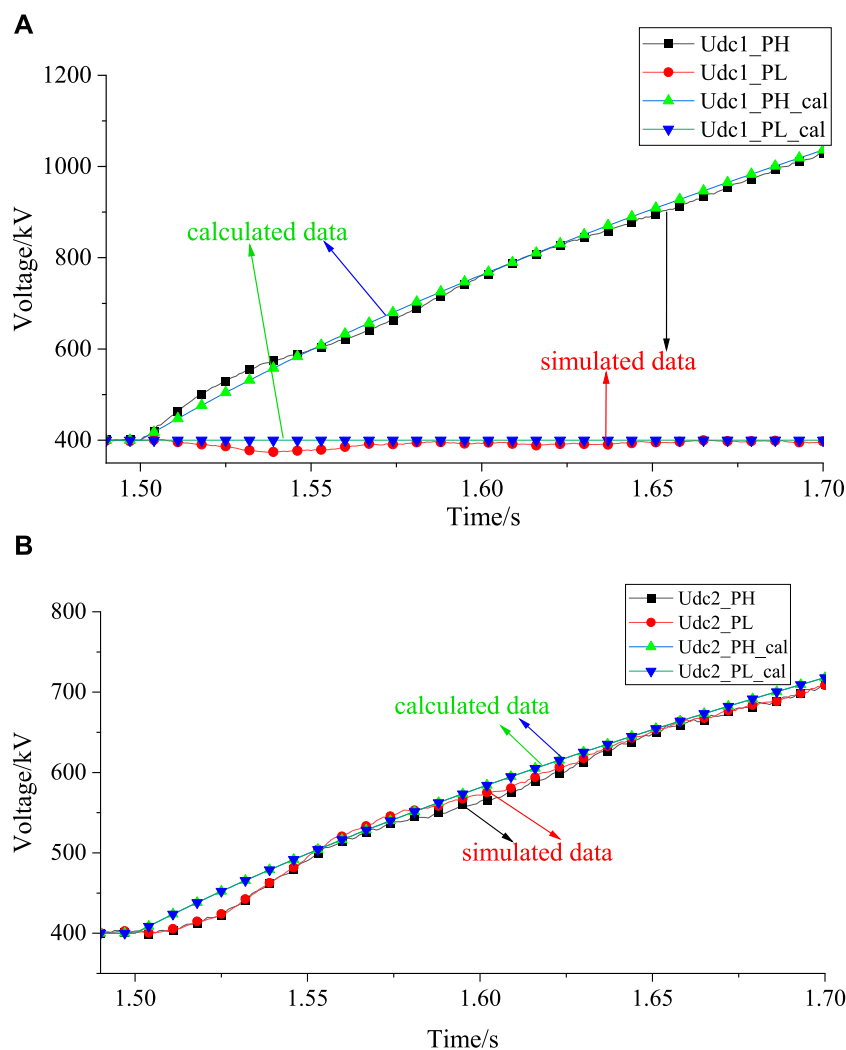 A
Udc1_PH
Udc1_PL
Udc1_PH_cal
Udc1_PL_cal
1200
1000
800
600
400
Voltage/kV
calculated data
simulated data
1.50
1.55
1.60
1.65
1.70
Time/s
B
Udc2_PH
Udc2_PL
Udc2_PH_cal
Udc2_PL_cal
800
700
600
500
400
Voltage/kV
calculated data
simulated data
1.50
1.55
1.60
1.65
1.70
Time/s